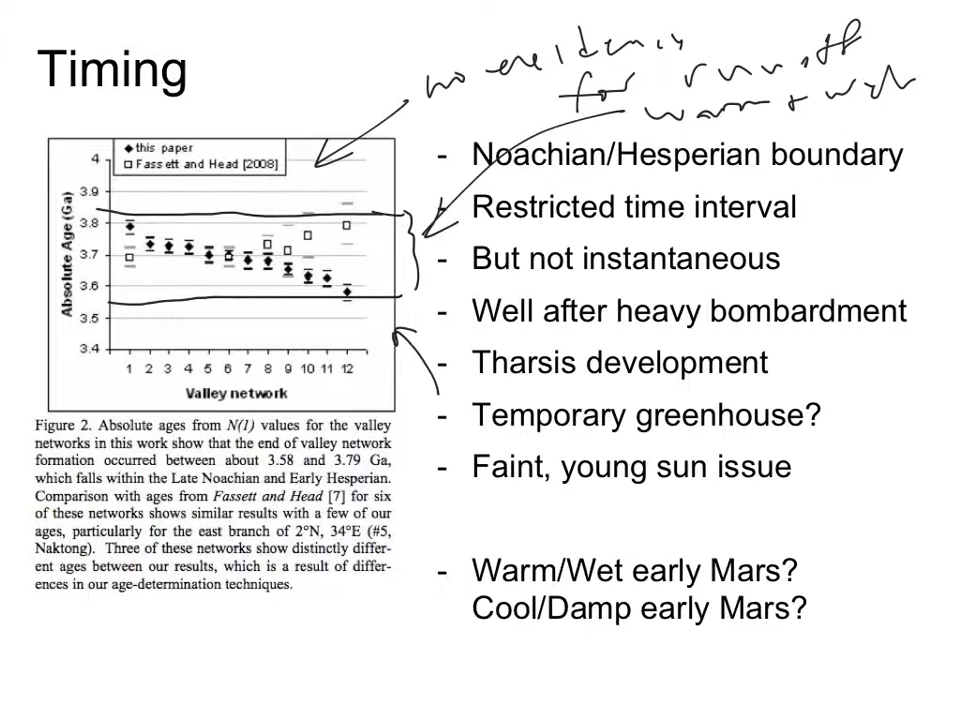 Timing
no evidence
for runoff
warm + wet
this paper
Fassett and Head [2008]
Absolute Age (Ga)
4
3.9
3.8
3.7
3.6
3.5
3.4
1 2 3 4 5 6 7 8 9 10 11 12
Valley network
Figure 2. Absolute ages from N(1) values for the valley
networks in this work show that the end of valley network
formation occurred between about 3.58 and 3.79 Ga,
which falls within the Late Noachian and Early Hesperian.
Comparison with ages from Fassett and Head [7] for six
of these networks shows similar results with a few of our
ages, particularly for the east branch of 2°N, 34°E (#5,
Naktong). Three of these networks show distinctly differ-
ent ages between our results, which is a result of differ-
ences in our age-determination techniques.
- Noachian/Hesperian boundary
- Restricted time interval
- But not instantaneous
- Well after heavy bombardment
- Tharsis development
- Temporary greenhouse?
- Faint, young sun issue
- Warm/Wet early Mars?
Cool/Damp early Mars?